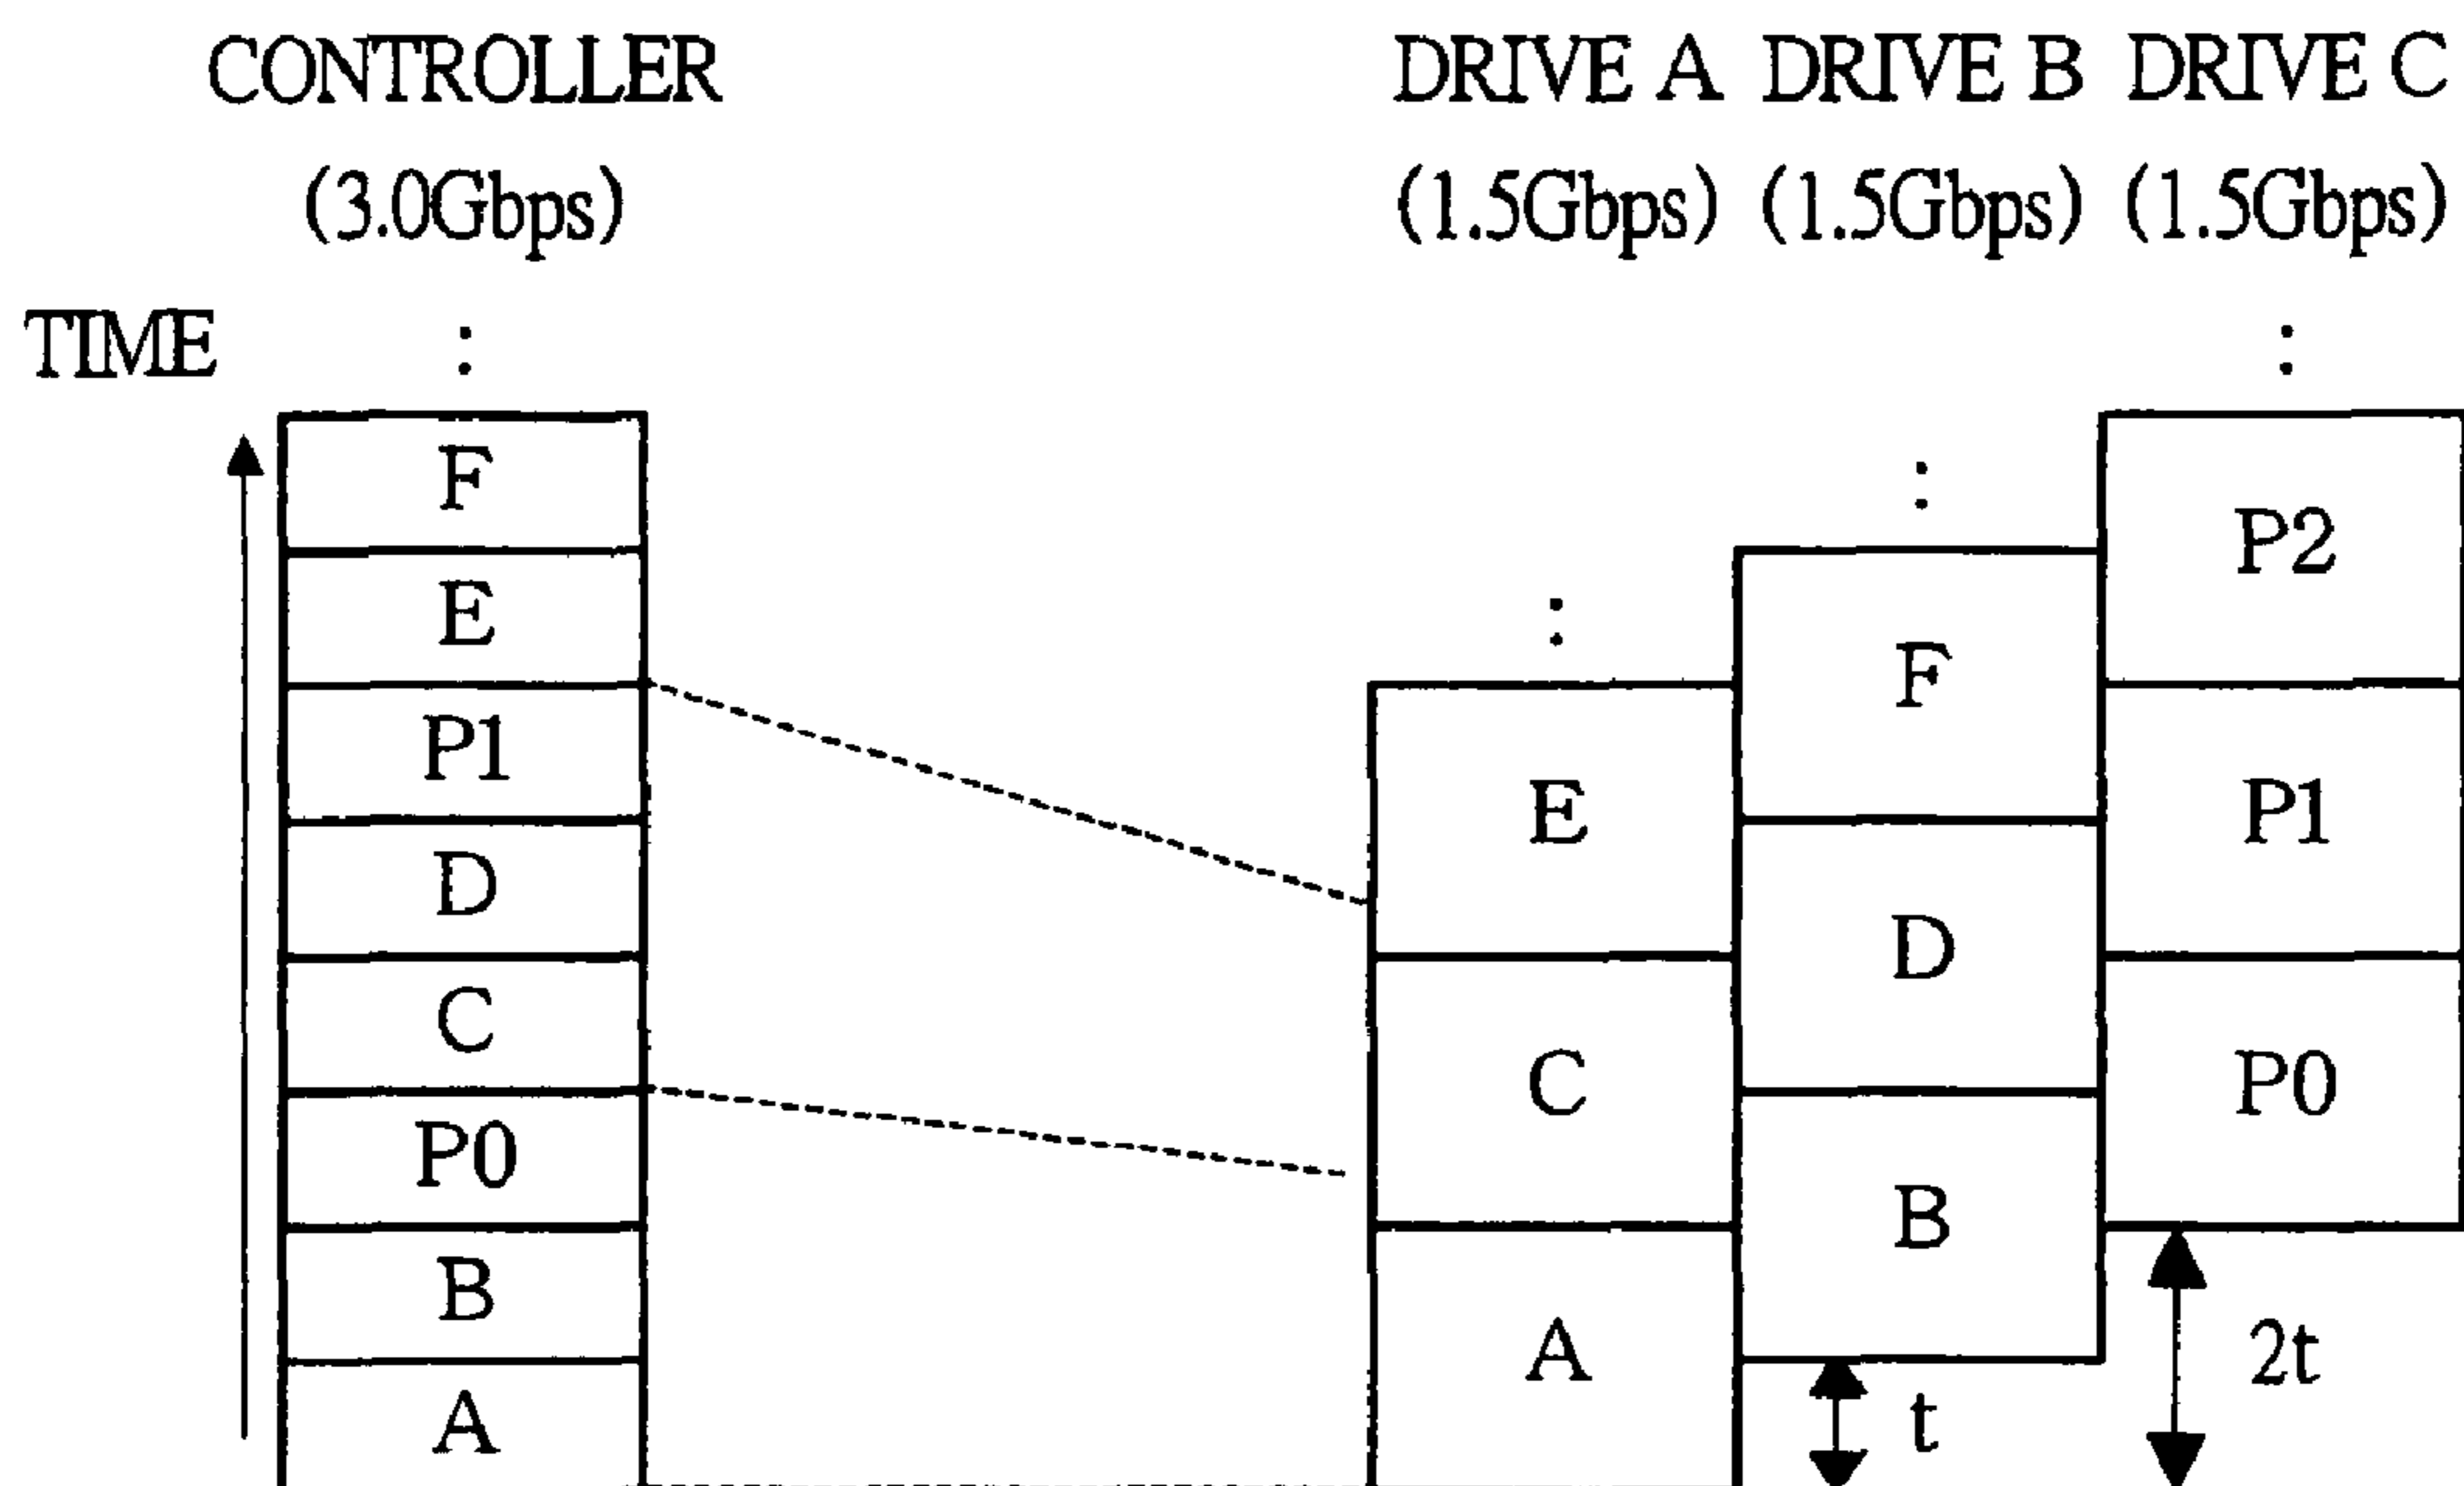 CONTROLLER DRIVE A DRIVE B DRIVE C
(3.0Gbps) (1.5Gbps) (1.5Gbps) (1.5Gbps)
TIME : :
F :
P2
E :
F
P1 E P1
D D
C C P0
P0 B
B A 2t
A t